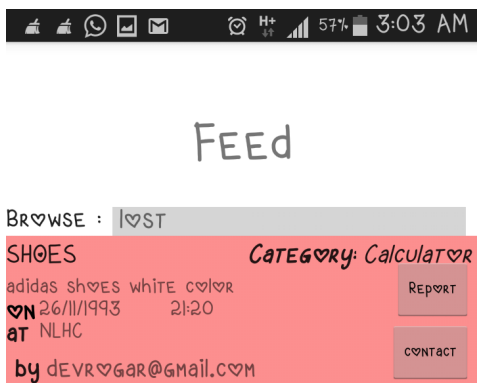 H+ 57% 3:03 AM
Feed
Browse : lost
SHOES Category: Calculator
adidas shoes white color
Report
on 26/11/1993 21:20
at NLHC
contact
by devrogar@gmail.com